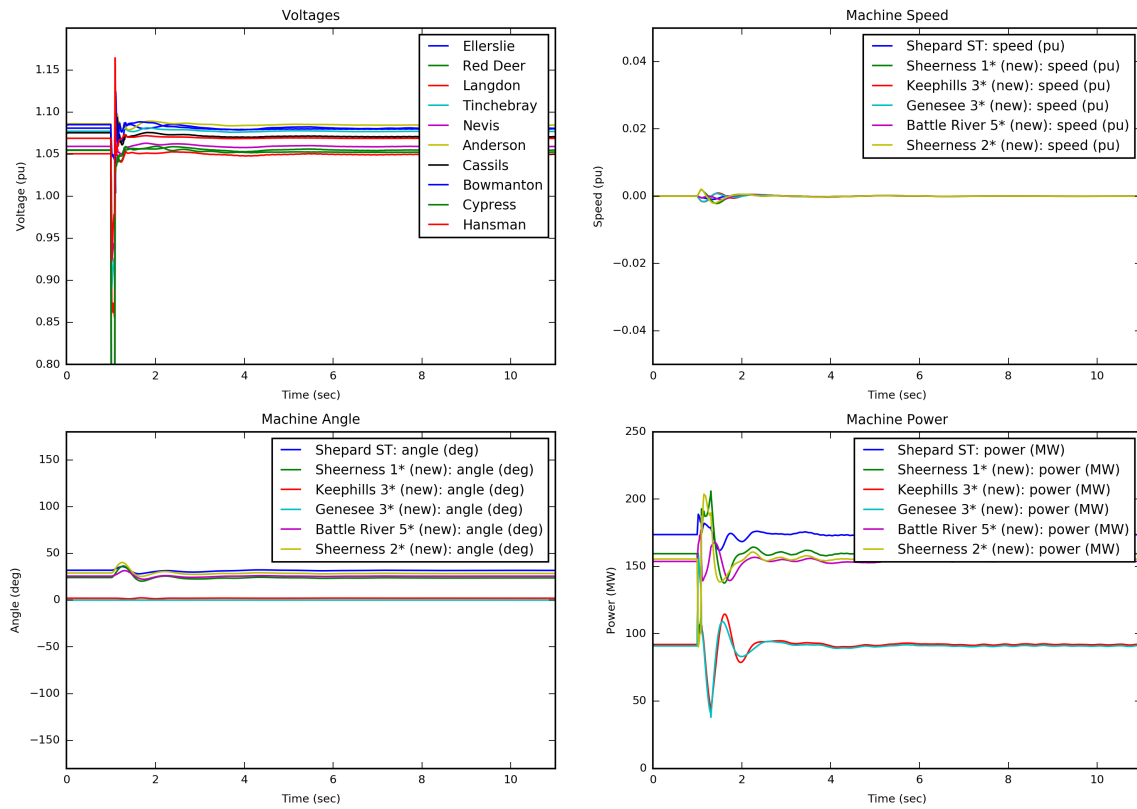 Voltages
1.15
1.10
1.05
1.00
0.95
0.90
0.85
0.80
Voltage (pu)
0 2 4 6 8 10
Time (sec)
Ellerslie
Red Deer
Langdon
Tinchebray
Nevis
Anderson
Cassils
Bowmanton
Cypress
Hansman
Machine Speed
0.04
0.02
0.00
−0.02
−0.04
Speed (pu)
0 2 4 6 8 10
Time (sec)
Shepard ST: speed (pu)
Sheerness 1* (new): speed (pu)
Keephills 3* (new): speed (pu)
Genesee 3* (new): speed (pu)
Battle River 5* (new): speed (pu)
Sheerness 2* (new): speed (pu)
Machine Angle
150
100
50
0
−50
−100
−150
Angle (deg)
0 2 4 6 8 10
Time (sec)
Shepard ST: angle (deg)
Sheerness 1* (new): angle (deg)
Keephills 3* (new): angle (deg)
Genesee 3* (new): angle (deg)
Battle River 5* (new): angle (deg)
Sheerness 2* (new): angle (deg)
Machine Power
250
200
150
100
50
0
Power (MW)
0 2 4 6 8 10
Time (sec)
Shepard ST: power (MW)
Sheerness 1* (new): power (MW)
Keephills 3* (new): power (MW)
Genesee 3* (new): power (MW)
Battle River 5* (new): power (MW)
Sheerness 2* (new): power (MW)